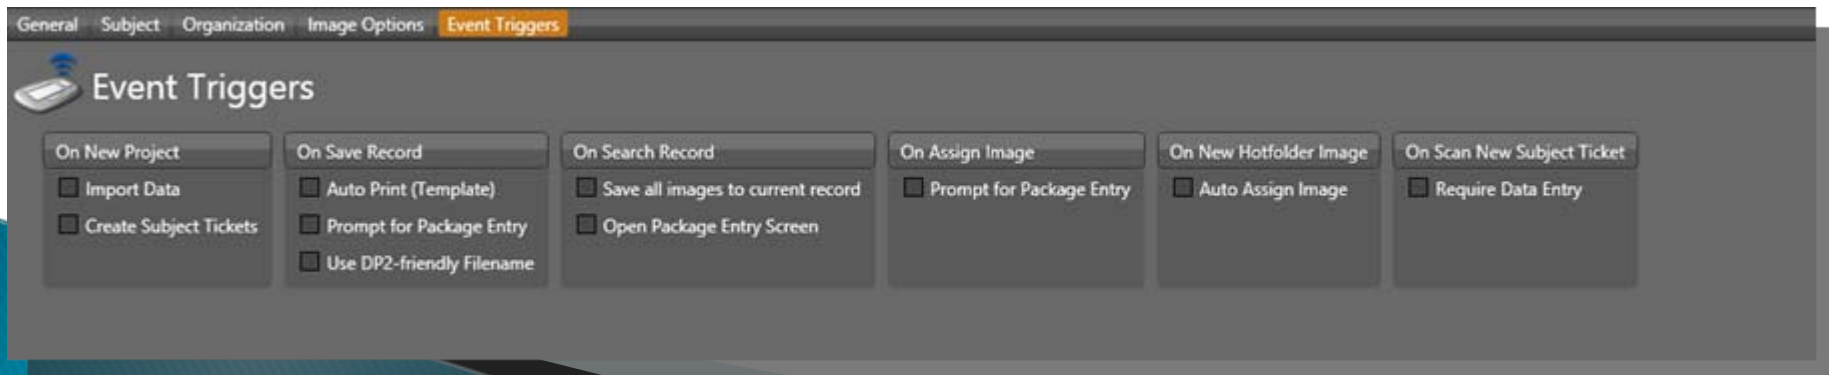 General Subject Organization Image Options Event Triggers
Event Triggers
On New Project
Import Data
Create Subject Tickets
On Save Record
Auto Print (Template)
Prompt for Package Entry
Use DP2-friendly Filename
On Search Record
Save all images to current record
Open Package Entry Screen
On Assign Image
Prompt for Package Entry
On New Hotfolder Image
Auto Assign Image
On Scan New Subject Ticket
Require Data Entry